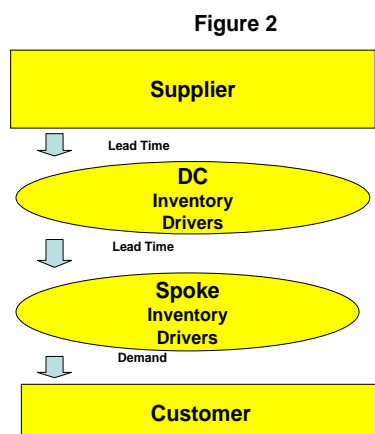 Figure 2
Supplier
Lead Time
DC
Inventory
Drivers
Lead Time
Spoke
Inventory
Drivers
Demand
Customer